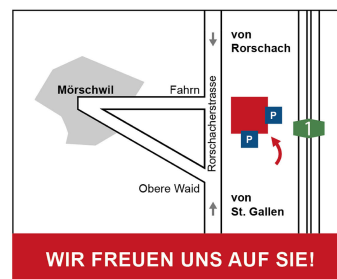 von
Rorschach
Mörschwil
Fahrn
Rorschacherstrasse
P
1
P
Obere Waid
von
St. Gallen
WIR FREUEN UNS AUF SIE!